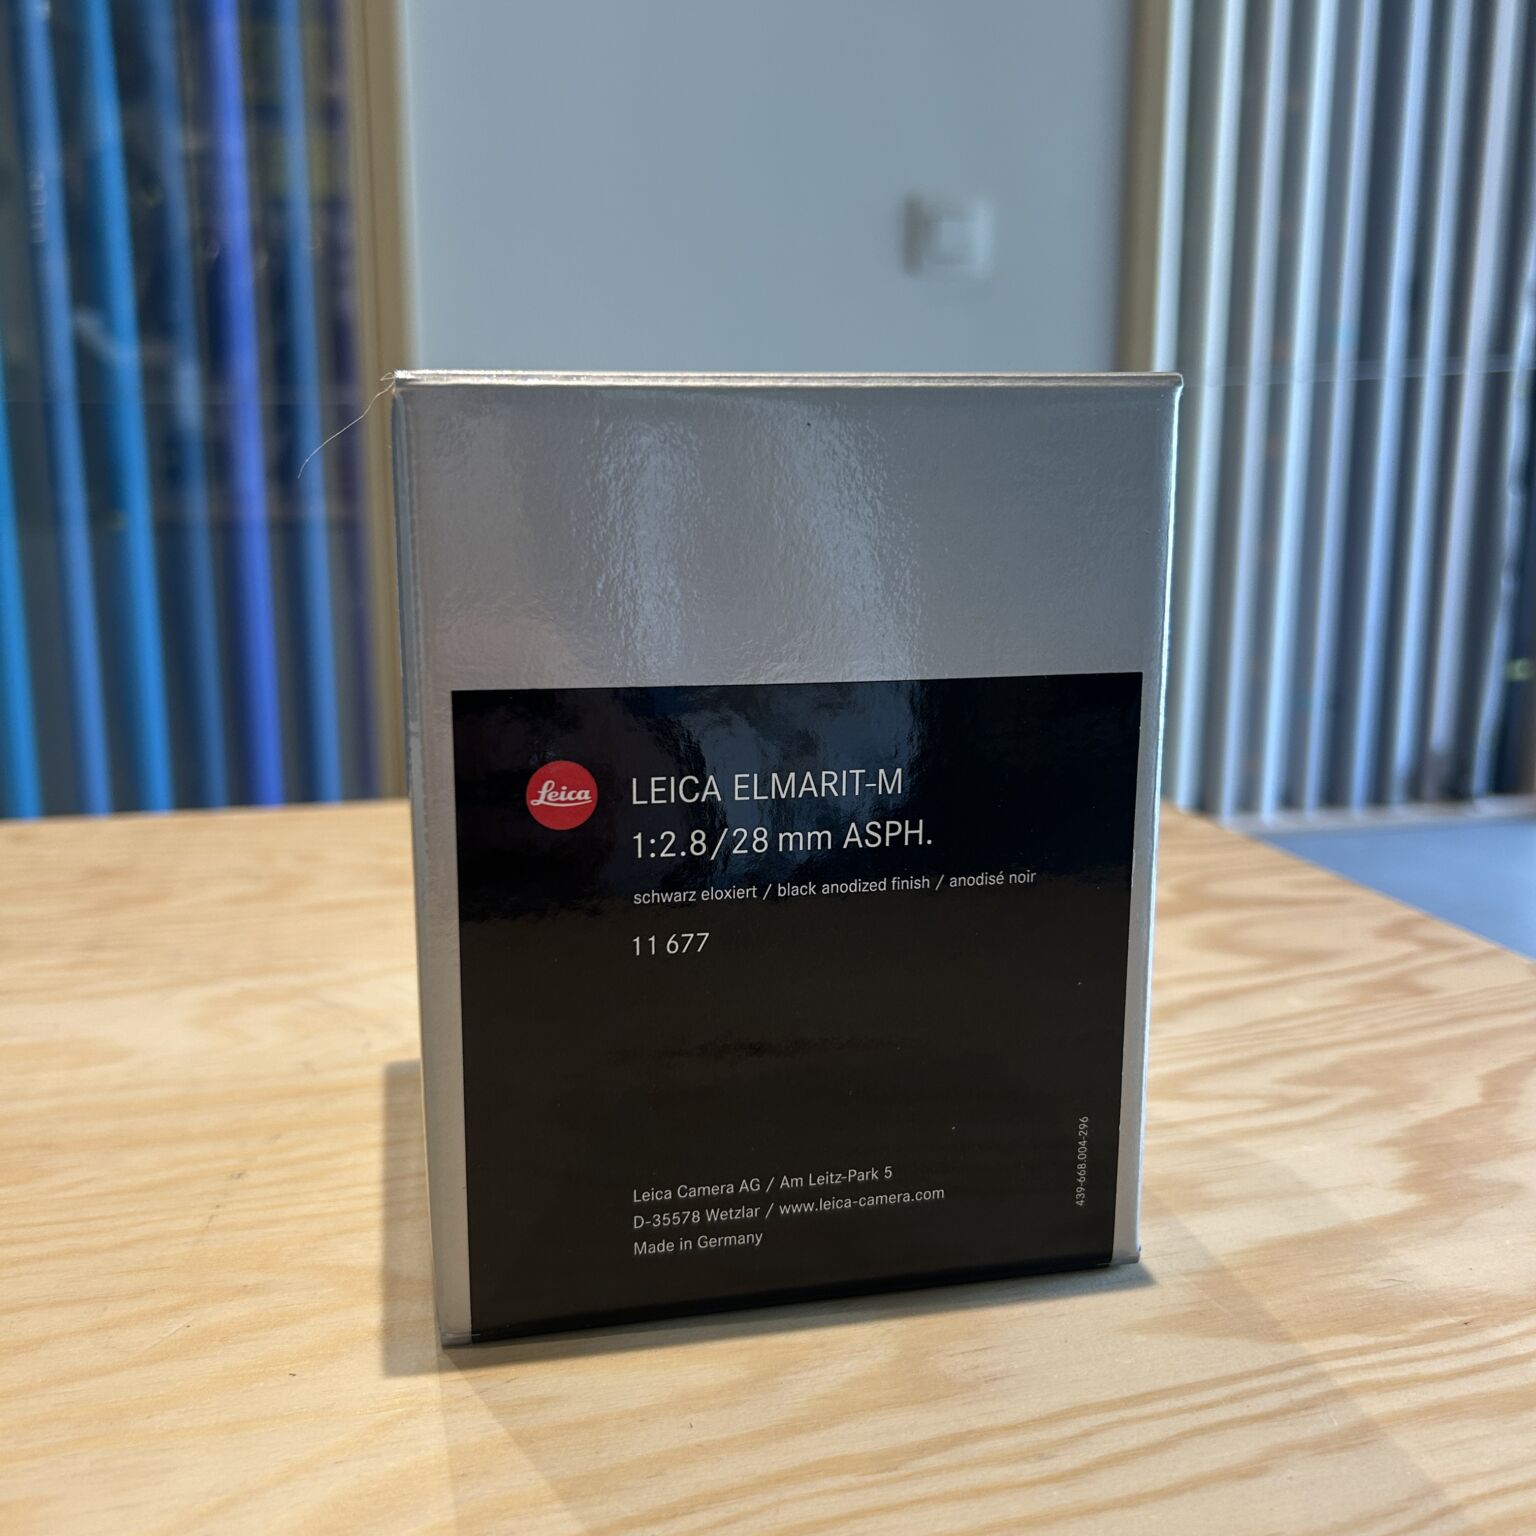 Leica
LEICA ELMARIT-M
1:2.8/28 mm ASPH.
schwarz eloxiert / black anodized finish / anodisé noir
11 677
Leica Camera AG / Am Leitz-Park 5
D-35578 Wetzlar / www.leica-camera.com
Made in Germany
439-668.004-296